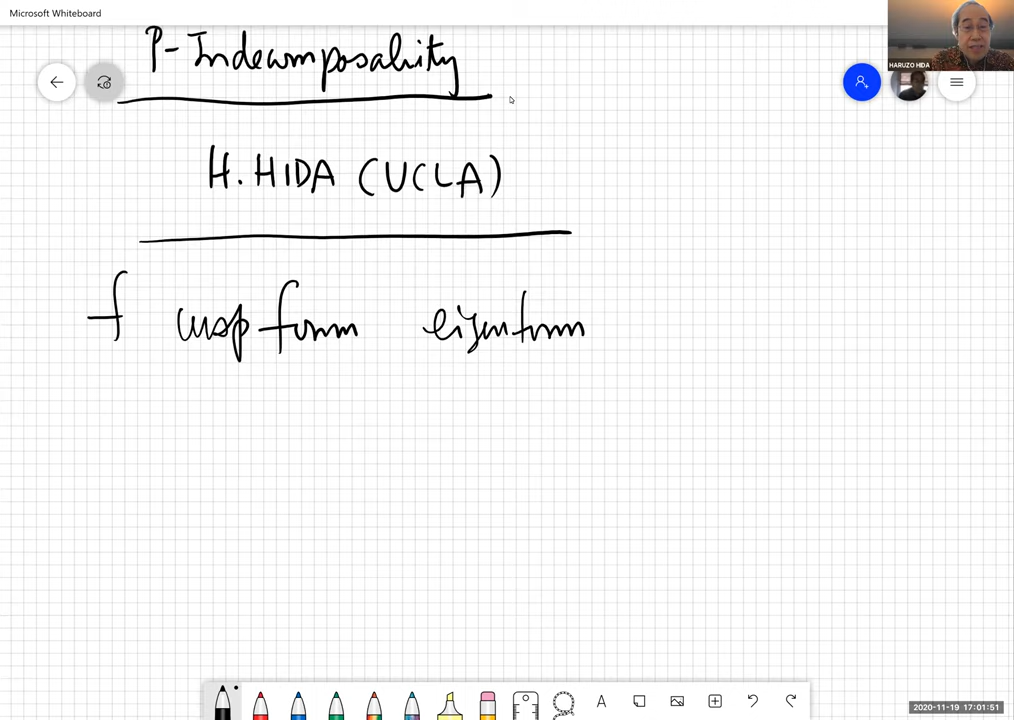 Microsoft Whiteboard
P-Indecomposability
HARUZO HIDA
H. HIDA (UCLA)
f cusp form eigenform
A
2020-11-19 17:01:51